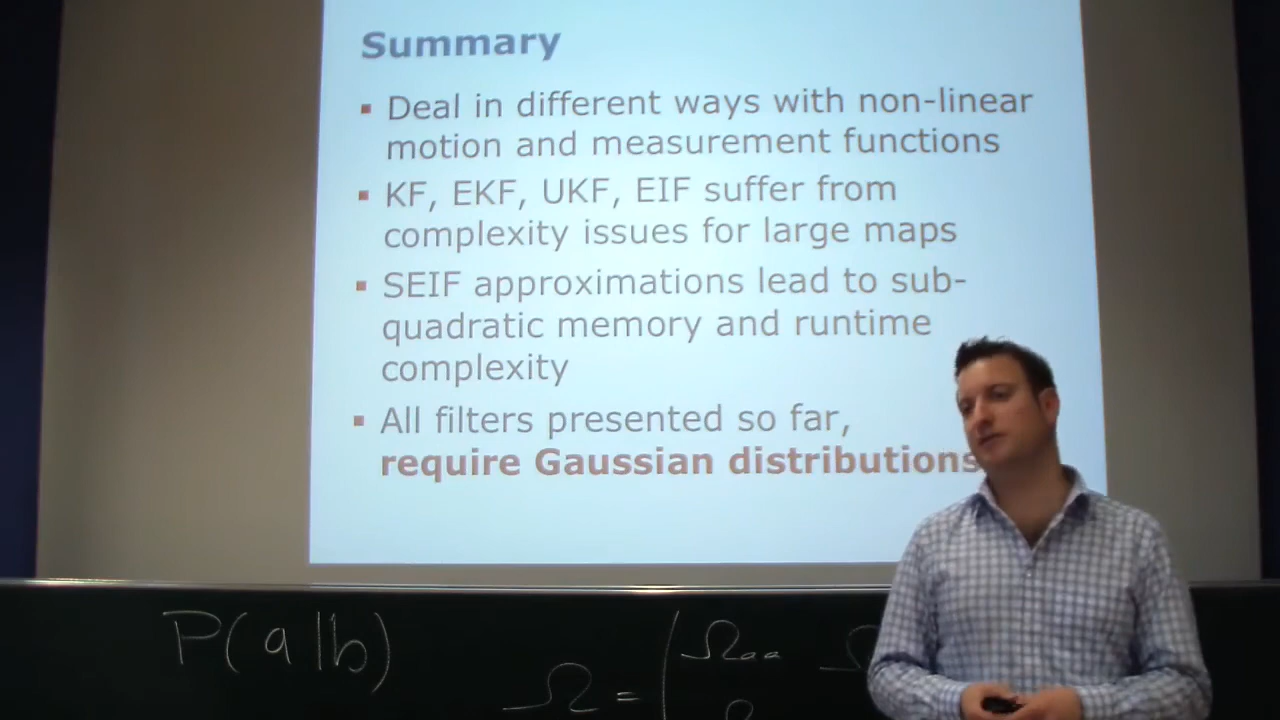 Summary
▪ Deal in different ways with non-linear
motion and measurement functions
▪ KF, EKF, UKF, EIF suffer from
complexity issues for large maps
▪ SEIF approximations lead to sub-
quadratic memory and runtime
complexity
▪ All filters presented so far,
require Gaussian distributions
P(a|b)
Ω = ( Ωaa Ω
Ω